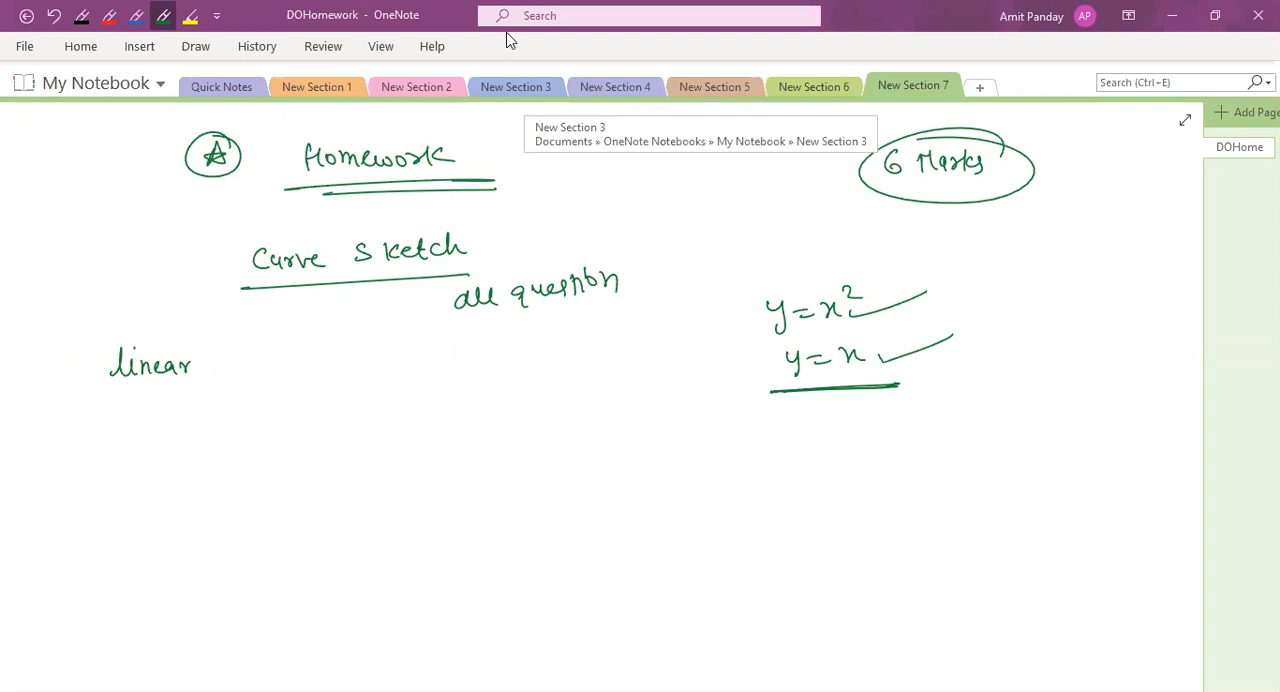 DOHomework - OneNote
Search
Amit Panday AP
File Home Insert Draw History Review View Help
My Notebook Quick Notes New Section 1 New Section 2 New Section 3 New Section 4 New Section 5 New Section 6 New Section 7 + Search (Ctrl+E)
Add Page
New Section 3
Documents » OneNote Notebooks » My Notebook » New Section 3
DOHome
Homework
6 Marks
Curve Sketch
all question
y = x²
y = x
linear